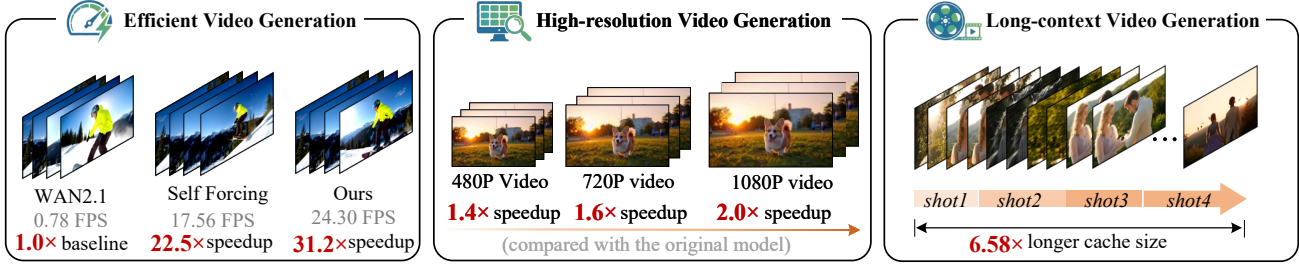 Efficient Video Generation
WAN2.1
0.78 FPS
1.0× baseline
Self Forcing
17.56 FPS
22.5× speedup
Ours
24.30 FPS
31.2× speedup
High-resolution Video Generation
480P Video
1.4× speedup
720P video
1.6× speedup
1080P video
2.0× speedup
(compared with the original model)
Long-context Video Generation
...
shot1 shot2 shot3 shot4
6.58× longer cache size